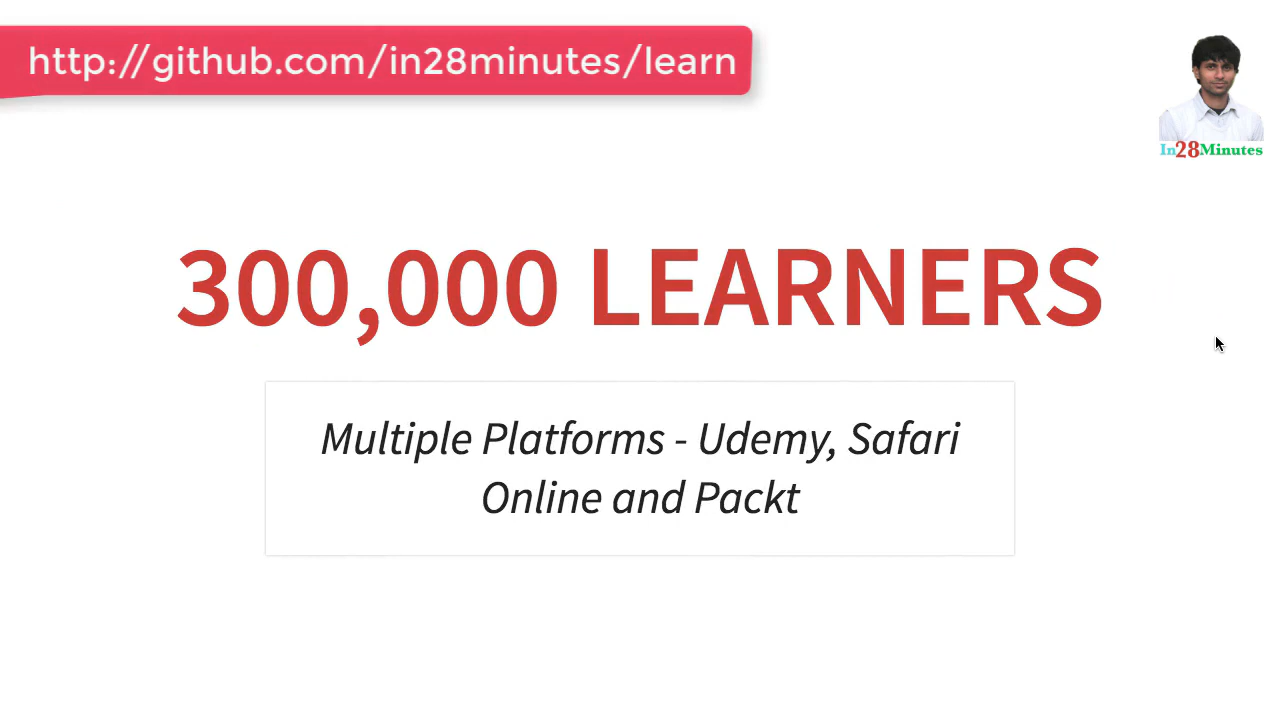 http://github.com/in28minutes/learn
In28Minutes
300,000 LEARNERS
Multiple Platforms - Udemy, Safari
Online and Packt